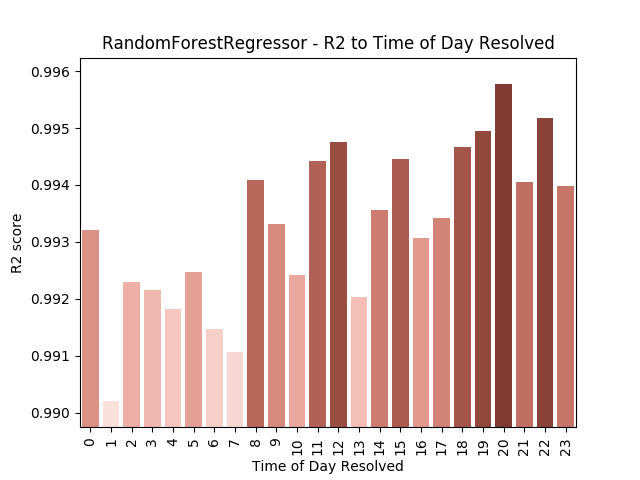 RandomForestRegressor - R2 to Time of Day Resolved
0.996
0.995
0.994
0.993
0.992
0.991
0.990
R2 score
0 1 2 3 4 5 6 7 8 9 10 11 12 13 14 15 16 17 18 19 20 21 22 23
Time of Day Resolved